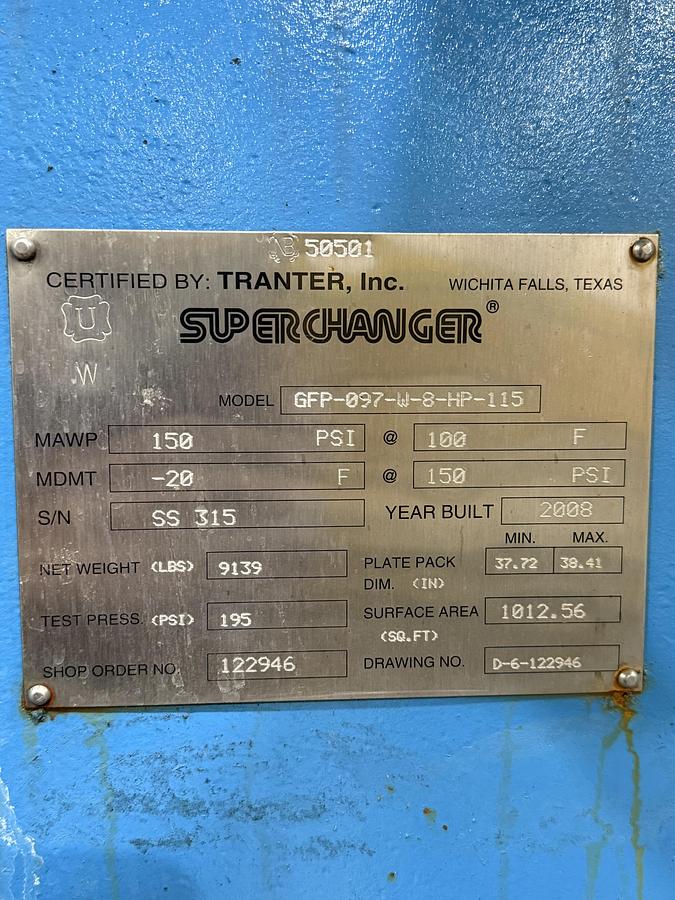 NB 50501
CERTIFIED BY: TRANTER, Inc. WICHITA FALLS, TEXAS
U
SUPERCHANGER®
W
MODEL GFP-097-W-8-HP-115
MAWP 150 PSI @ 100 F
MDMT -20 F @ 150 PSI
S/N SS 315 YEAR BUILT 2008
MIN. MAX.
NET WEIGHT (LBS) 9139 PLATE PACK 37.72 38.41
DIM. (IN)
TEST PRESS. (PSI) 195 SURFACE AREA 1012.56
(SQ.FT)
SHOP ORDER NO. 122946 DRAWING NO. D-6-122946